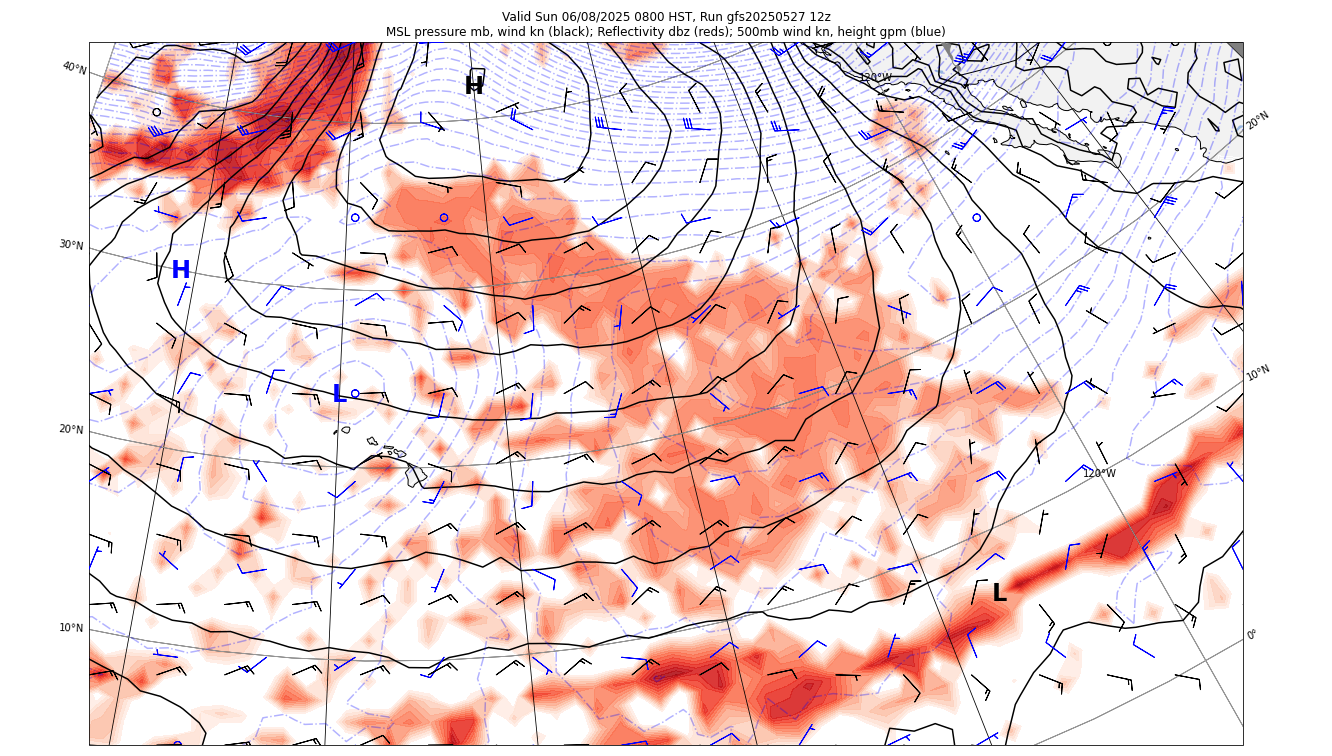 Valid Sun 06/08/2025 0800 HST, Run gfs20250527 12z
MSL pressure mb, wind kn (black); Reflectivity dbz (reds); 500mb wind kn, height gpm (blue)
40°N
H
120°W
20°N
30°N
H
10°N
L
20°N
120°W
L
10°N
0°